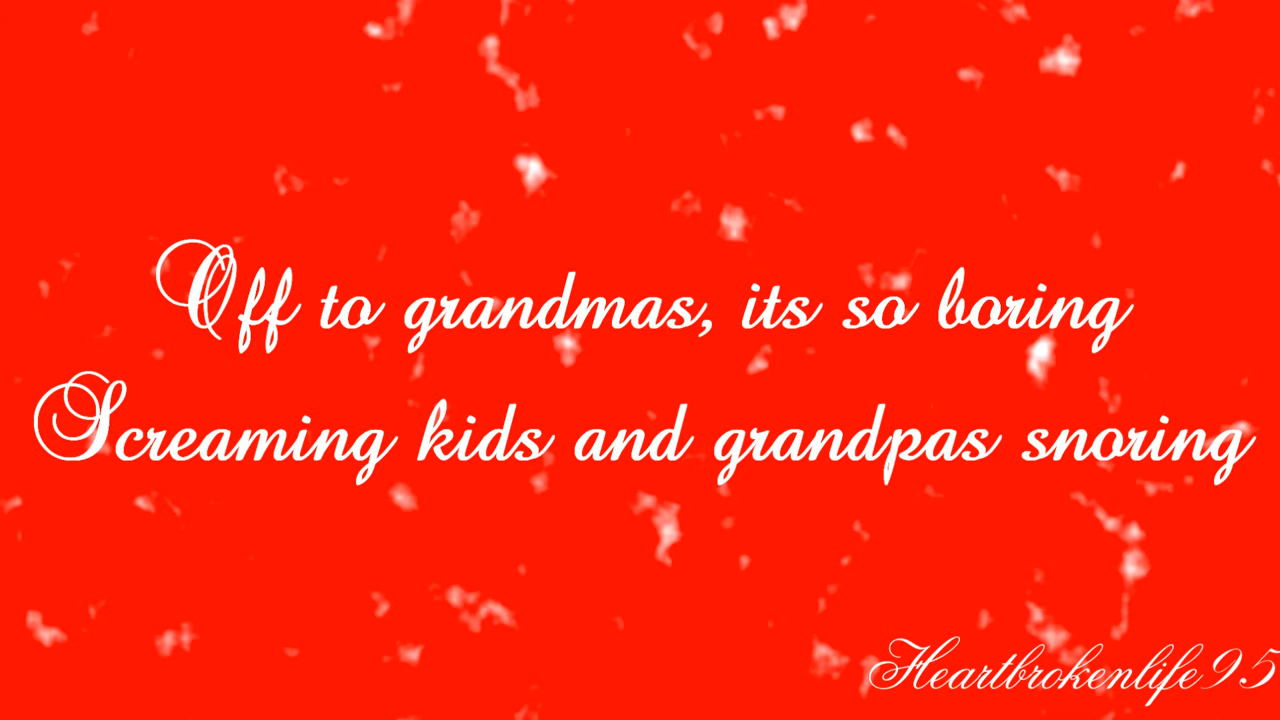 Off to grandmas, its so boring
Screaming kids and grandpas snoring
Heartbrokenlife95